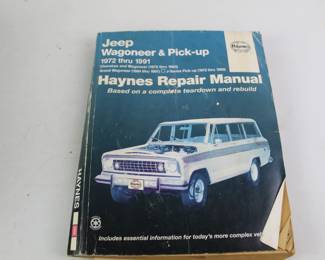 Jeep
Wagoneer & Pick-up
1972 thru 1991
Haynes
Haynes Repair Manual
Based on a complete teardown and rebuild
HAYNES
Includes essential information for today's more complex